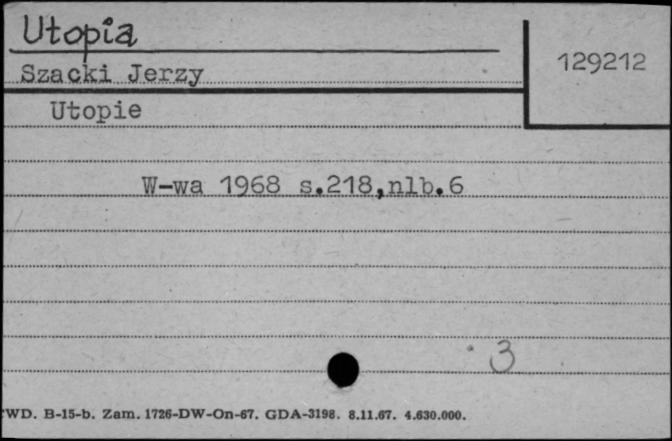 Utopia
Szacki Jerzy
129212
Utopie
W-wa 1968 s.218,nlb.6
3
WD. B-15-b. Zam. 1726-DW-On-67. GDA-3198. 8.11.67. 4.630.000.